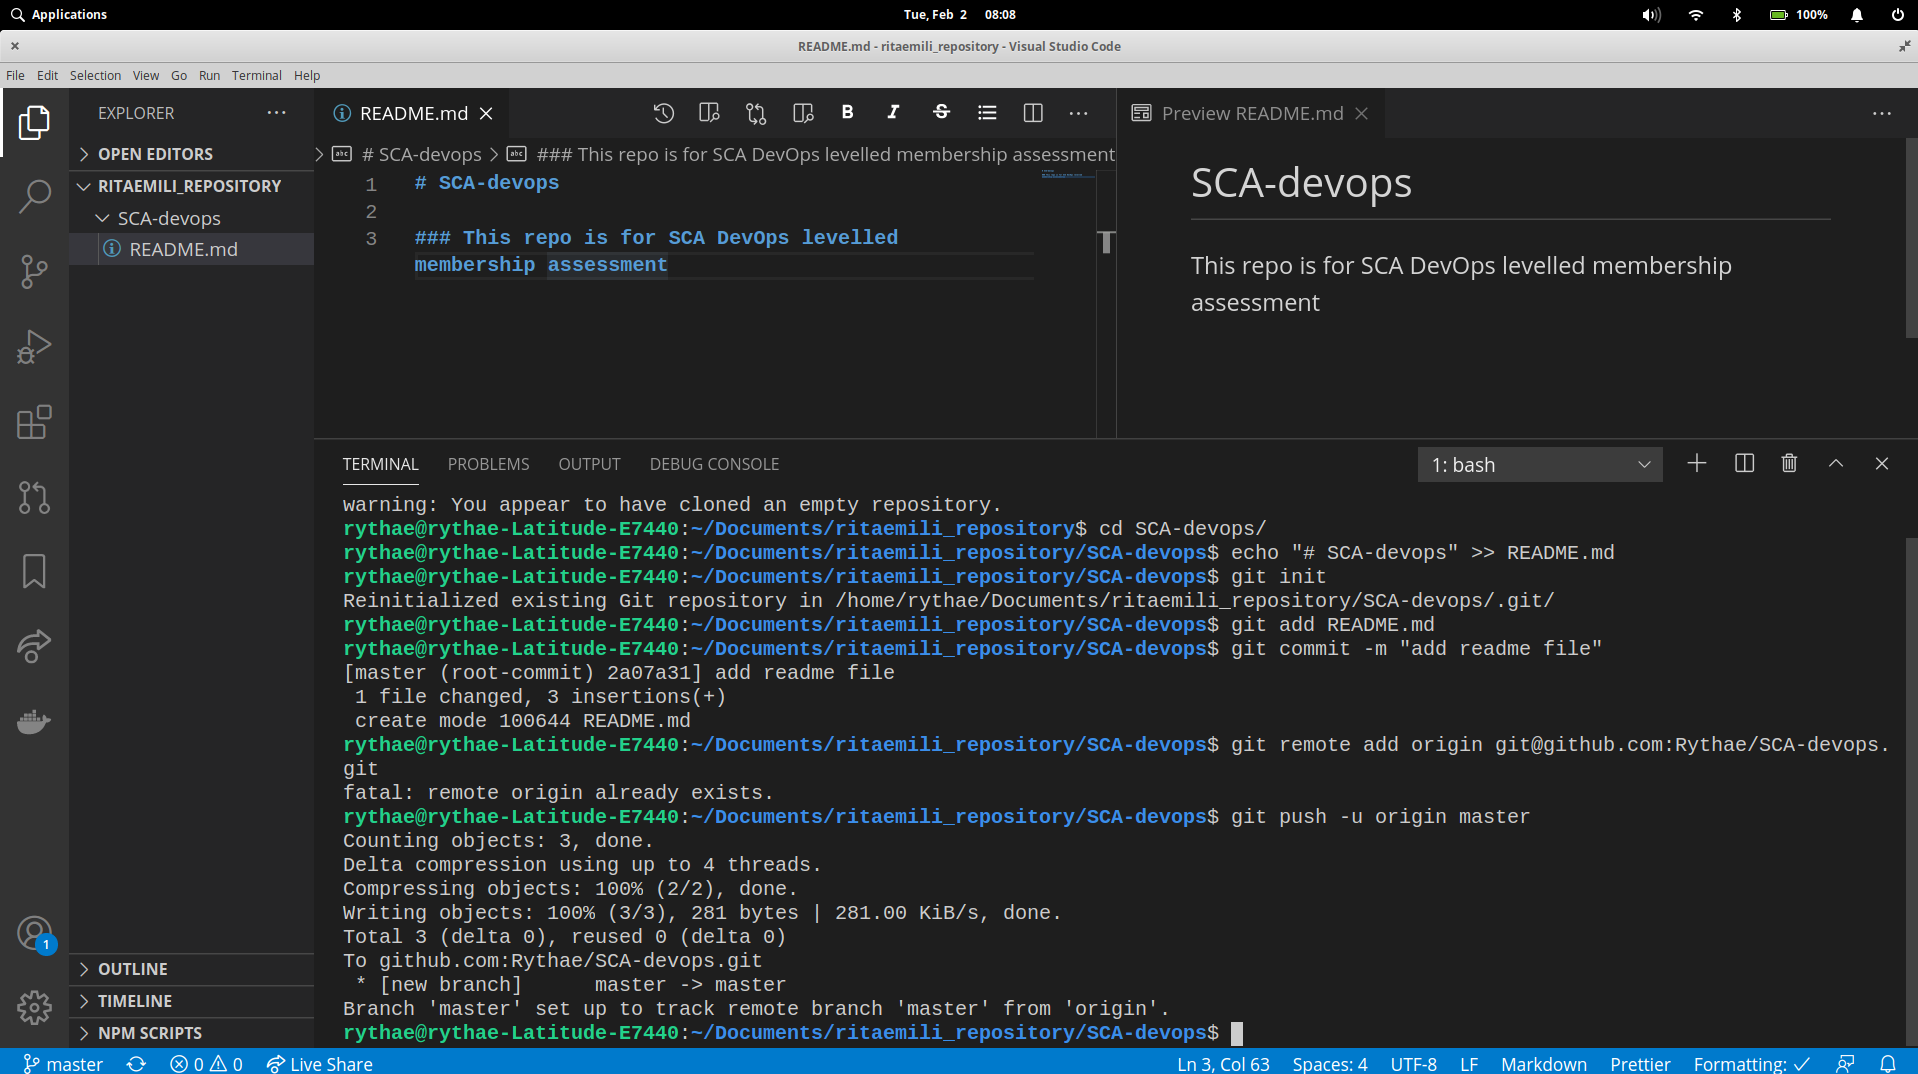 Applications
Tue, Feb 2 08:08
100%
README.md - ritaemili_repository - Visual Studio Code
File Edit Selection View Go Run Terminal Help
EXPLORER
OPEN EDITORS
RITAEMILI_REPOSITORY
SCA-devops
README.md
OUTLINE
TIMELINE
NPM SCRIPTS
1
README.md
B I S
# SCA-devops > ### This repo is for SCA DevOps levelled membership assessment
1 # SCA-devops
2
3 ### This repo is for SCA DevOps levelled
membership assessment
Preview README.md
SCA-devops
This repo is for SCA DevOps levelled membership
assessment
TERMINAL PROBLEMS OUTPUT DEBUG CONSOLE
1: bash
warning: You appear to have cloned an empty repository.
rythae@rythae-Latitude-E7440:~/Documents/ritaemili_repository$ cd SCA-devops/
rythae@rythae-Latitude-E7440:~/Documents/ritaemili_repository/SCA-devops$ echo "# SCA-devops" >> README.md
rythae@rythae-Latitude-E7440:~/Documents/ritaemili_repository/SCA-devops$ git init
Reinitialized existing Git repository in /home/rythae/Documents/ritaemili_repository/SCA-devops/.git/
rythae@rythae-Latitude-E7440:~/Documents/ritaemili_repository/SCA-devops$ git add README.md
rythae@rythae-Latitude-E7440:~/Documents/ritaemili_repository/SCA-devops$ git commit -m "add readme file"
[master (root-commit) 2a07a31] add readme file
1 file changed, 3 insertions(+)
create mode 100644 README.md
rythae@rythae-Latitude-E7440:~/Documents/ritaemili_repository/SCA-devops$ git remote add origin git@github.com:Rythae/SCA-devops.
git
fatal: remote origin already exists.
rythae@rythae-Latitude-E7440:~/Documents/ritaemili_repository/SCA-devops$ git push -u origin master
Counting objects: 3, done.
Delta compression using up to 4 threads.
Compressing objects: 100% (2/2), done.
Writing objects: 100% (3/3), 281 bytes | 281.00 KiB/s, done.
Total 3 (delta 0), reused 0 (delta 0)
To github.com:Rythae/SCA-devops.git
* [new branch]      master -> master
Branch 'master' set up to track remote branch 'master' from 'origin'.
rythae@rythae-Latitude-E7440:~/Documents/ritaemili_repository/SCA-devops$
master 0 0 Live Share Ln 3, Col 63 Spaces: 4 UTF-8 LF Markdown Prettier Formatting: ✓